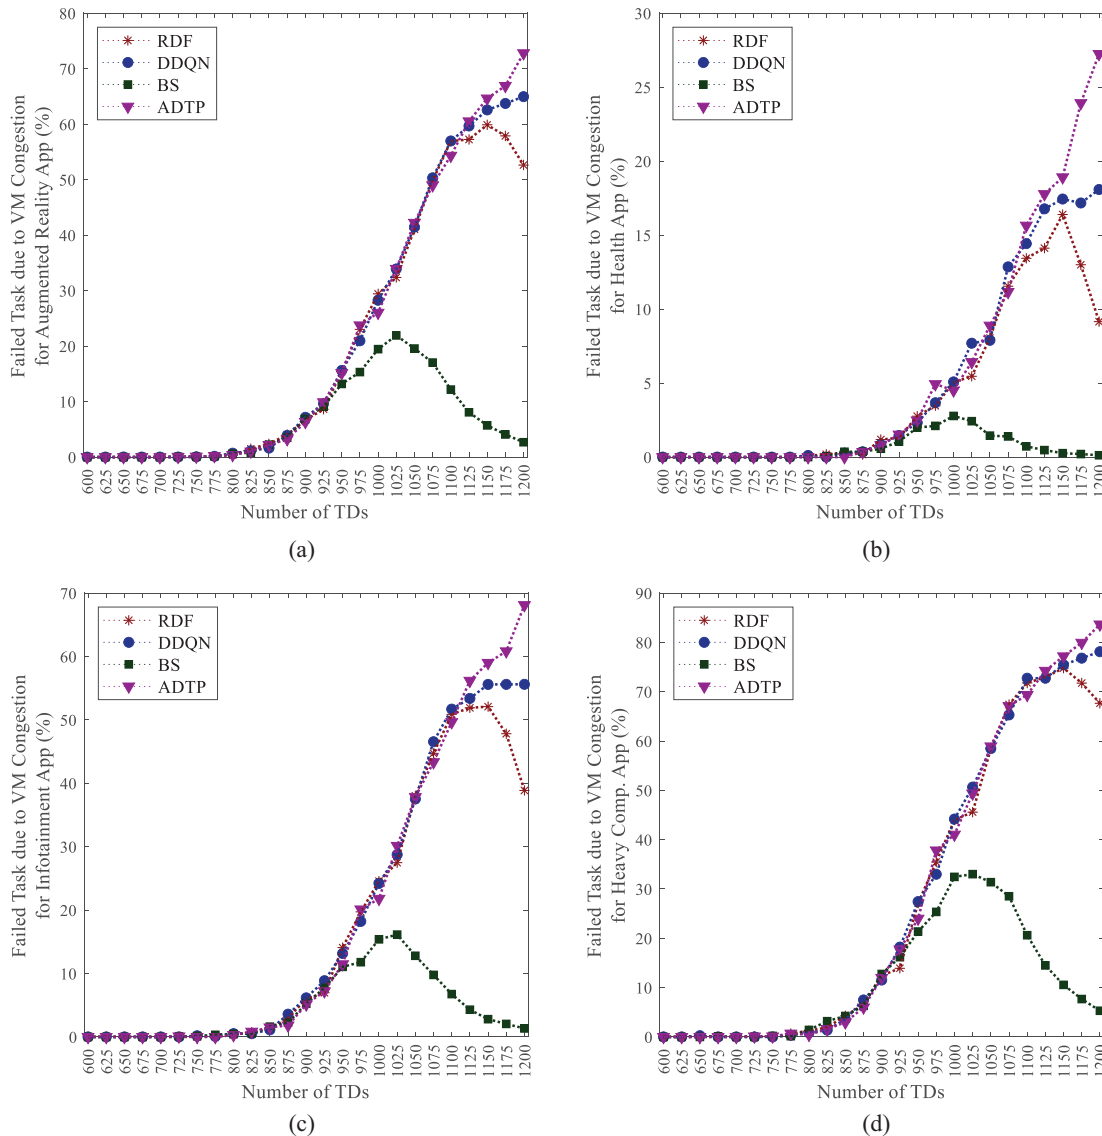 80
70
60
50
40
30
20
10
0
Failed Task due to VM Congestion
for Augmented Reality App (%)
RDF
DDQN
BS
ADTP
600 625 650 675 700 725 750 775 800 825 850 875 900 925 950 975 1000 1025 1050 1075 1100 1125 1150 1175 1200
Number of TDs
(a)
30
25
20
15
10
5
0
Failed Task due to VM Congestion
for Health App (%)
RDF
DDQN
BS
ADTP
600 625 650 675 700 725 750 775 800 825 850 875 900 925 950 975 1000 1025 1050 1075 1100 1125 1150 1175 1200
Number of TDs
(b)
70
60
50
40
30
20
10
0
Failed Task due to VM Congestion
for Infotainment App (%)
RDF
DDQN
BS
ADTP
600 625 650 675 700 725 750 775 800 825 850 875 900 925 950 975 1000 1025 1050 1075 1100 1125 1150 1175 1200
Number of TDs
(c)
90
80
70
60
50
40
30
20
10
0
Failed Task due to VM Congestion
for Heavy Comp. App (%)
RDF
DDQN
BS
ADTP
600 625 650 675 700 725 750 775 800 825 850 875 900 925 950 975 1000 1025 1050 1075 1100 1125 1150 1175 1200
Number of TDs
(d)